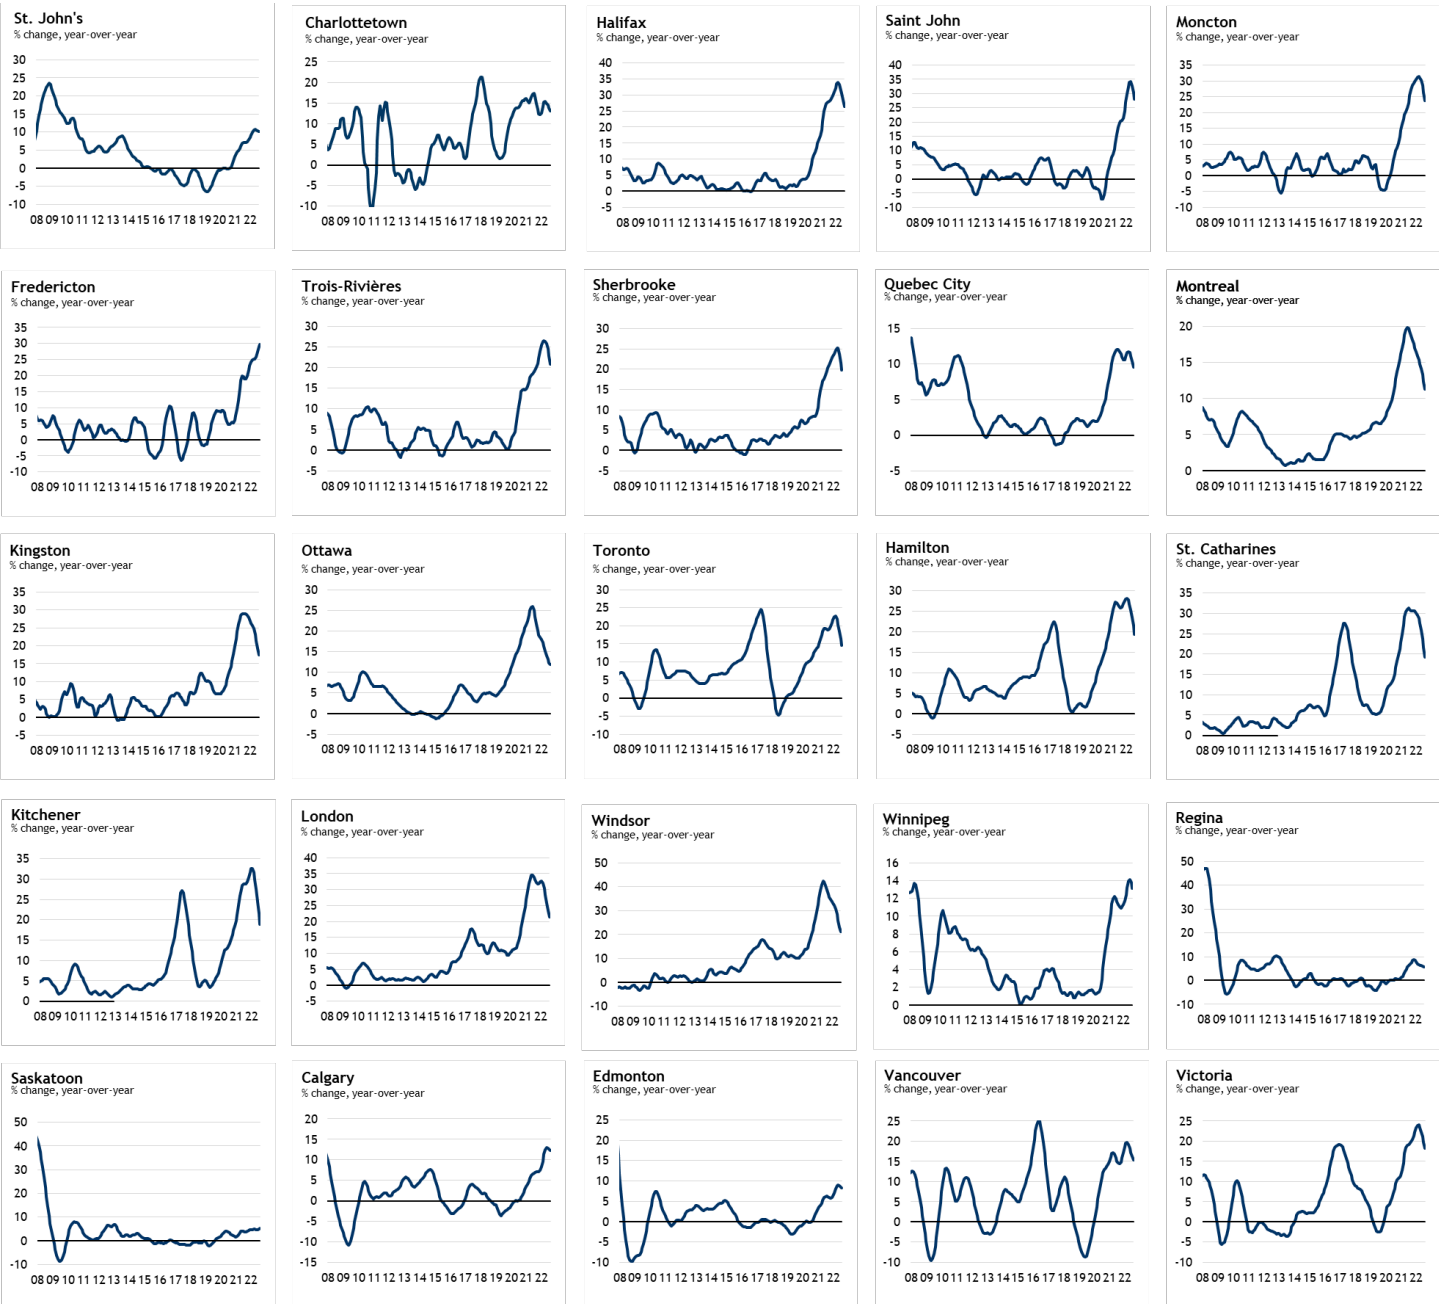 St. John's
% change, year-over-year
30
25
20
15
10
5
0
-5
-10
08 09 10 11 12 13 14 15 16 17 18 19 20 21 22
Charlottetown
% change, year-over-year
25
20
15
10
5
0
-5
-10
08 09 10 11 12 13 14 15 16 17 18 19 20 21 22
Halifax
% change, year-over-year
40
35
30
25
20
15
10
5
0
-5
08 09 10 11 12 13 14 15 16 17 18 19 20 21 22
Saint John
% change, year-over-year
40
35
30
25
20
15
10
5
0
-5
-10
08 09 10 11 12 13 14 15 16 17 18 19 20 21 22
Moncton
% change, year-over-year
35
30
25
20
15
10
5
0
-5
-10
08 09 10 11 12 13 14 15 16 17 18 19 20 21 22
Fredericton
% change, year-over-year
35
30
25
20
15
10
5
0
-5
-10
08 09 10 11 12 13 14 15 16 17 18 19 20 21 22
Trois-Rivières
% change, year-over-year
30
25
20
15
10
5
0
-5
08 09 10 11 12 13 14 15 16 17 18 19 20 21 22
Sherbrooke
% change, year-over-year
30
25
20
15
10
5
0
-5
08 09 10 11 12 13 14 15 16 17 18 19 20 21 22
Quebec City
% change, year-over-year
15
10
5
0
-5
08 09 10 11 12 13 14 15 16 17 18 19 20 21 22
Montreal
% change, year-over-year
20
15
10
5
0
08 09 10 11 12 13 14 15 16 17 18 19 20 21 22
Kingston
% change, year-over-year
35
30
25
20
15
10
5
0
-5
08 09 10 11 12 13 14 15 16 17 18 19 20 21 22
Ottawa
% change, year-over-year
30
25
20
15
10
5
0
-5
08 09 10 11 12 13 14 15 16 17 18 19 20 21 22
Toronto
% change, year-over-year
30
25
20
15
10
5
0
-5
-10
08 09 10 11 12 13 14 15 16 17 18 19 20 21 22
Hamilton
% change, year-over-year
30
25
20
15
10
5
0
-5
08 09 10 11 12 13 14 15 16 17 18 19 20 21 22
St. Catharines
% change, year-over-year
35
30
25
20
15
10
5
0
08 09 10 11 12 13 14 15 16 17 18 19 20 21 22
Kitchener
% change, year-over-year
35
30
25
20
15
10
5
0
08 09 10 11 12 13 14 15 16 17 18 19 20 21 22
London
% change, year-over-year
40
35
30
25
20
15
10
5
0
-5
08 09 10 11 12 13 14 15 16 17 18 19 20 21 22
Windsor
% change, year-over-year
50
40
30
20
10
0
-10
08 09 10 11 12 13 14 15 16 17 18 19 20 21 22
Winnipeg
% change, year-over-year
16
14
12
10
8
6
4
2
0
08 09 10 11 12 13 14 15 16 17 18 19 20 21 22
Regina
% change, year-over-year
50
40
30
20
10
0
-10
08 09 10 11 12 13 14 15 16 17 18 19 20 21 22
Saskatoon
% change, year-over-year
50
40
30
20
10
0
-10
08 09 10 11 12 13 14 15 16 17 18 19 20 21 22
Calgary
% change, year-over-year
20
15
10
5
0
-5
-10
-15
08 09 10 11 12 13 14 15 16 17 18 19 20 21 22
Edmonton
% change, year-over-year
25
20
15
10
5
0
-5
-10
08 09 10 11 12 13 14 15 16 17 18 19 20 21 22
Vancouver
% change, year-over-year
25
20
15
10
5
0
-5
-10
08 09 10 11 12 13 14 15 16 17 18 19 20 21 22
Victoria
% change, year-over-year
25
20
15
10
5
0
-5
-10
08 09 10 11 12 13 14 15 16 17 18 19 20 21 22